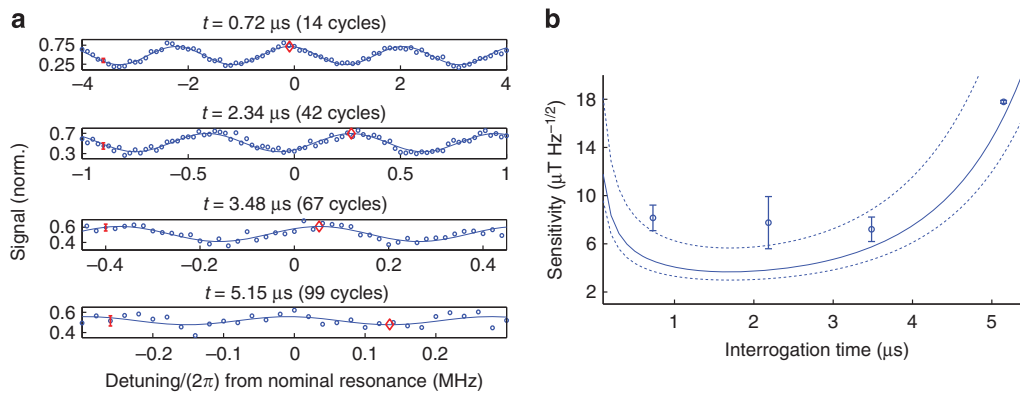 a
t = 0.72 μs (14 cycles)
0.75
0.25
−4 −2 0 2 4
t = 2.34 μs (42 cycles)
0.7
0.3
−1 −0.5 0 0.5 1
t = 3.48 μs (67 cycles)
0.6
0.4
−0.4 −0.2 0 0.2 0.4
t = 5.15 μs (99 cycles)
0.6
0.4
−0.2 −0.1 0 0.1 0.2
Signal (norm.)
Detuning/(2π) from nominal resonance (MHz)
b
18
14
10
6
2
1 2 3 4 5
Sensitivity (μT Hz−1/2)
Interrogation time (μs)